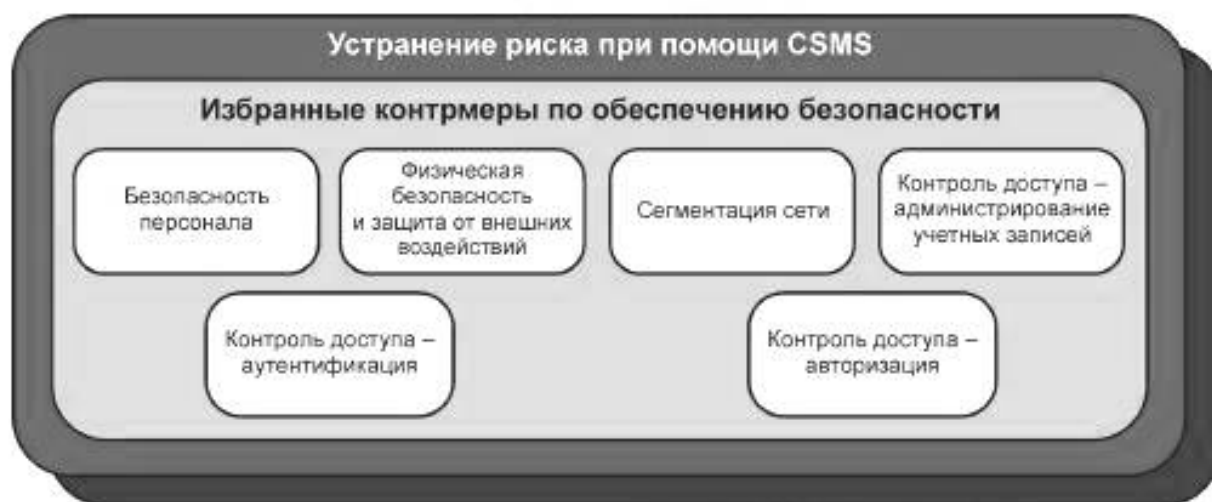 Устранение риска при помощи CSMS
Избранные контрмеры по обеспечению безопасности
Безопасность
персонала
Физическая
безопасность
и защита от внешних
воздействий
Сегментация сети
Контроль доступа –
администрирование
учетных записей
Контроль доступа –
аутентификация
Контроль доступа –
авторизация